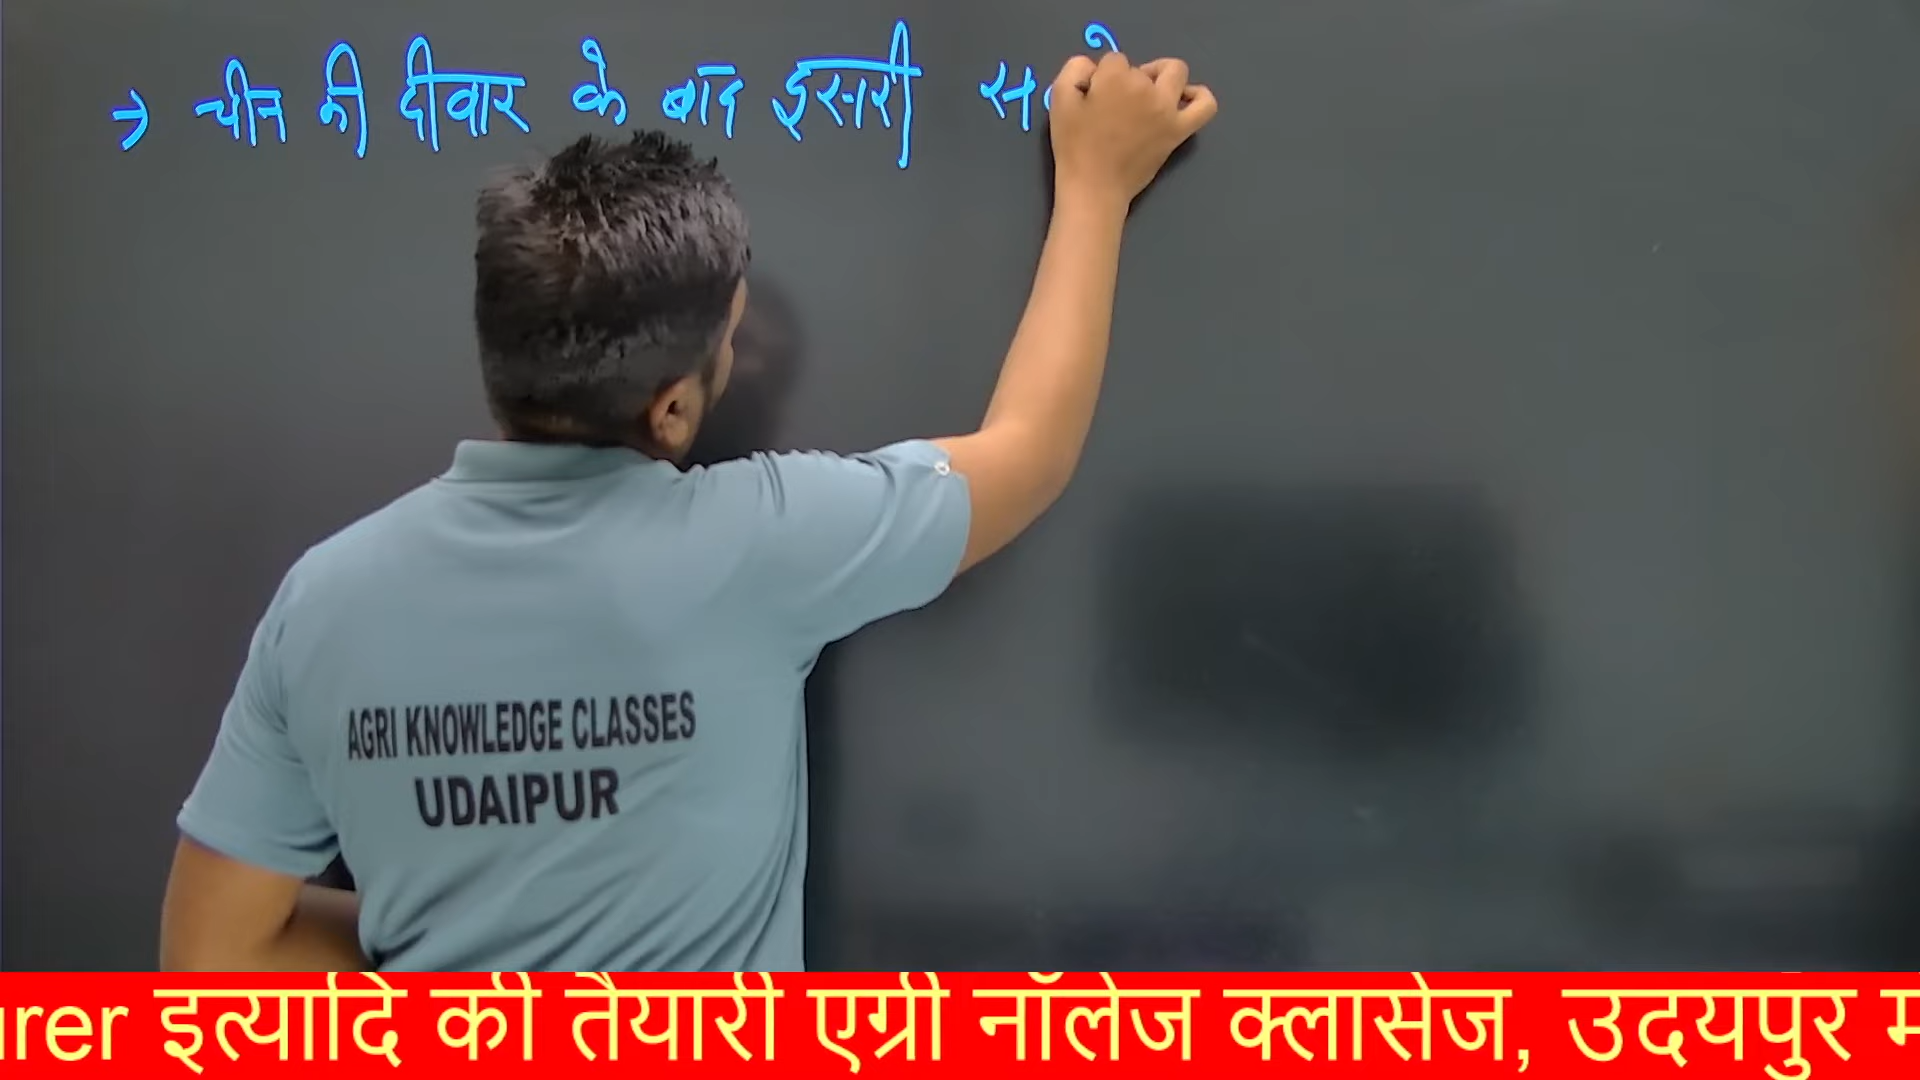 → चीन की दीवार के बाद दुसरी
AGRI KNOWLEDGE CLASSES
UDAIPUR
इत्यादि की तैयारी एग्री नॉलेज क्लासेज, उदयपुर